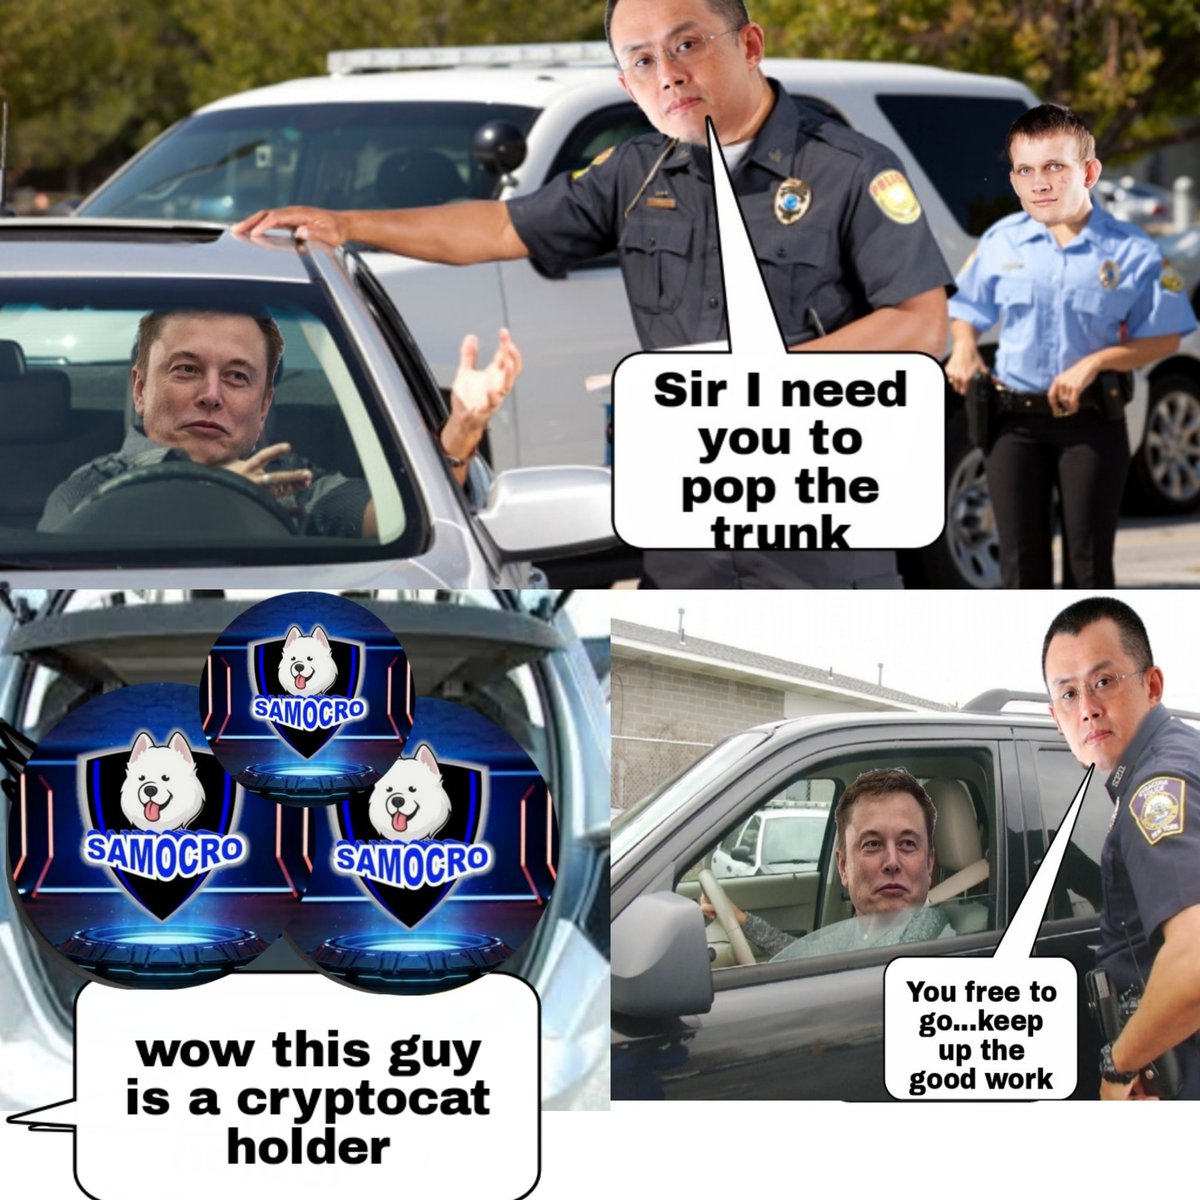 Sir I need
you to
pop the
trunk
SAMOCRO
SAMOCRO
SAMOCRO
wow this guy
is a cryptocat
holder
You free to
go...keep
up the
good work